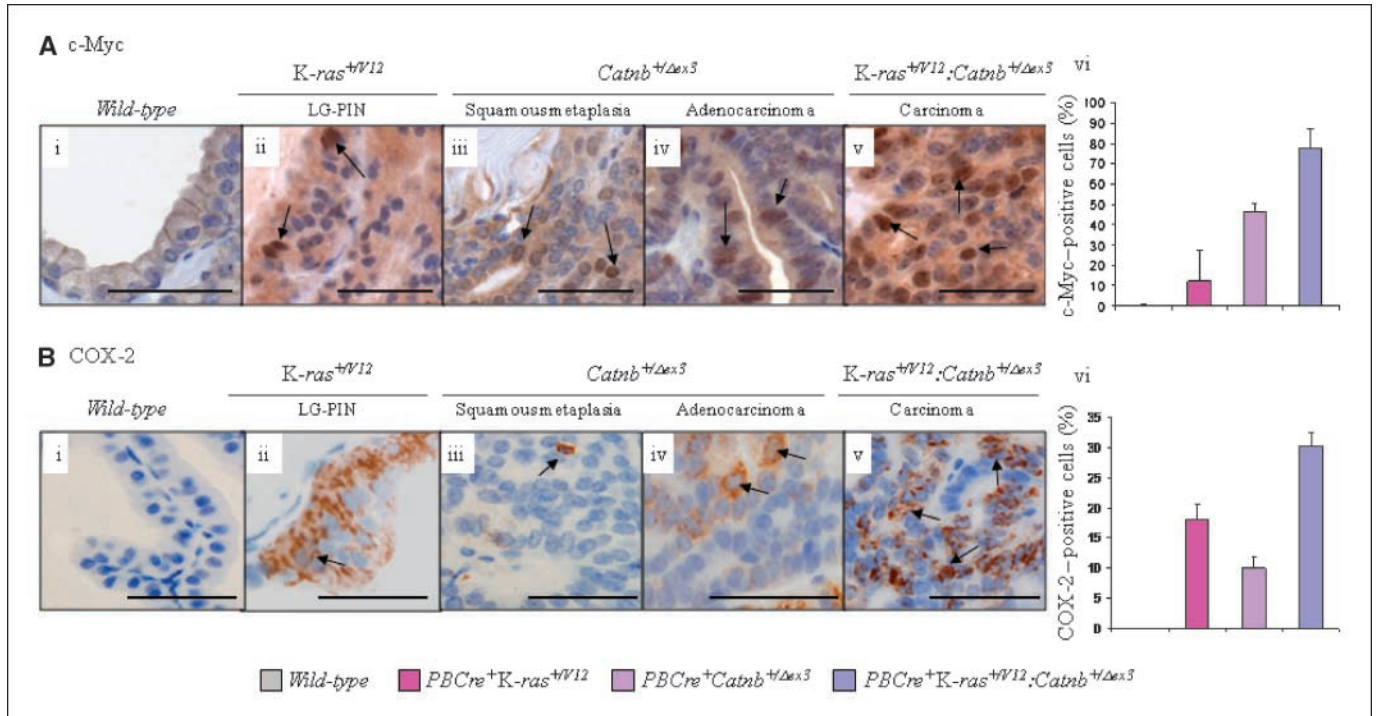 A c-Myc
K-ras+/V12 Catnb+/Δex3 K-ras+/V12:Catnb+/Δex3 vi
Wild-type LG-PIN Squamous metaplasia Adenocarcinoma Carcinoma
i ii iii iv v
c-Myc–positive cells (%)
100
90
80
70
60
50
40
30
20
10
0
B COX-2
K-ras+/V12 Catnb+/Δex3 K-ras+/V12:Catnb+/Δex3 vi
Wild-type LG-PIN Squamous metaplasia Adenocarcinoma Carcinoma
i ii iii iv v
COX-2–positive cells (%)
35
30
25
20
15
10
5
0
Wild-type PBCre+K-ras+/V12 PBCre+Catnb+/Δex3 PBCre+K-ras+/V12:Catnb+/Δex3